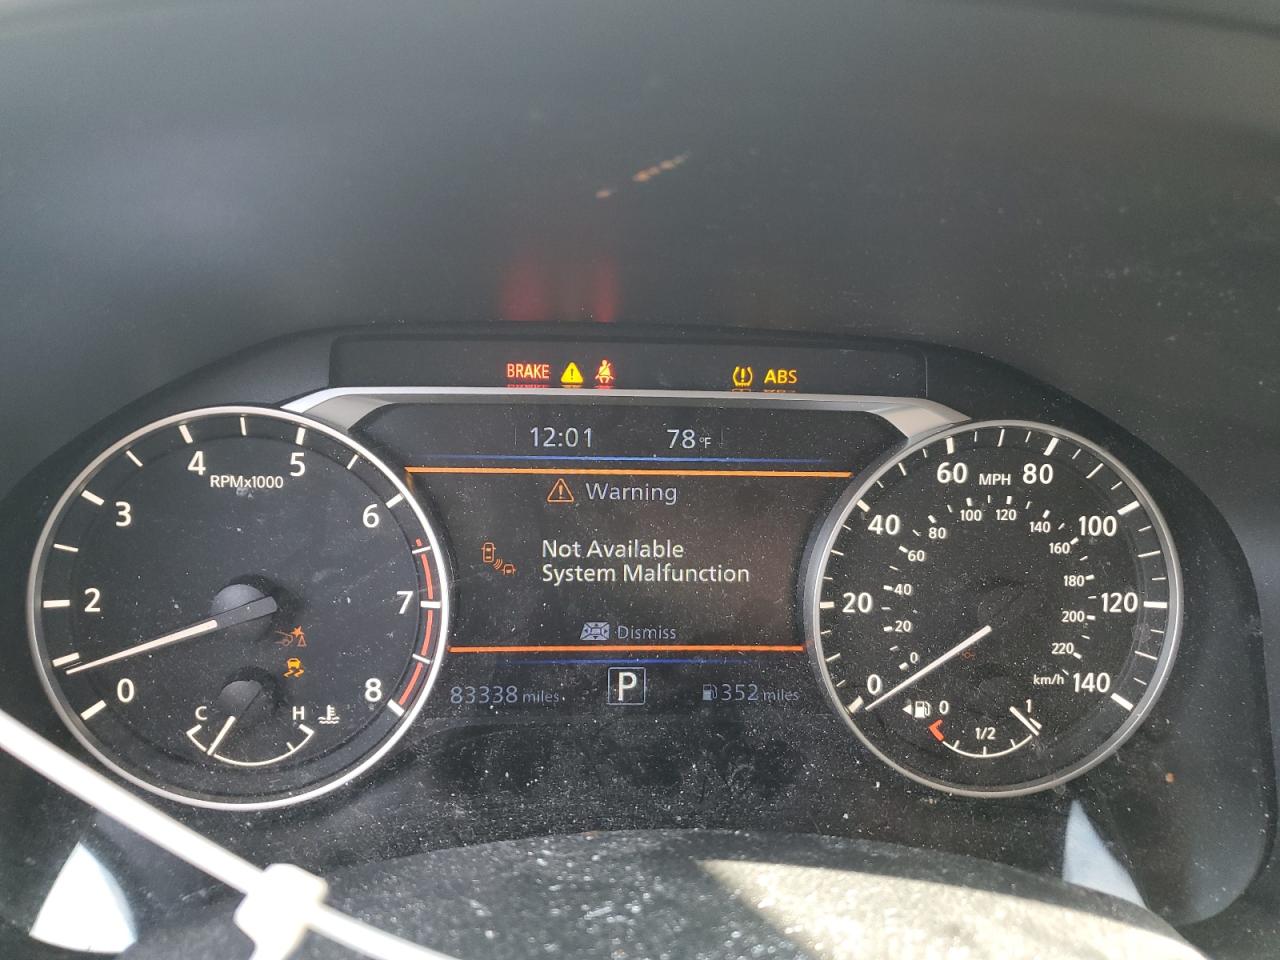 BRAKE
ABS
12:01 78°F
Warning
Not Available
System Malfunction
Dismiss
83338 miles P 352 miles
RPMx1000
0
2
3
4
5
6
7
8
C H
MPH
0
20
40
60
80
100
120
140
km/h
0
20
40
60
80
100
120
140
160
180
200
220
0 1/2 1